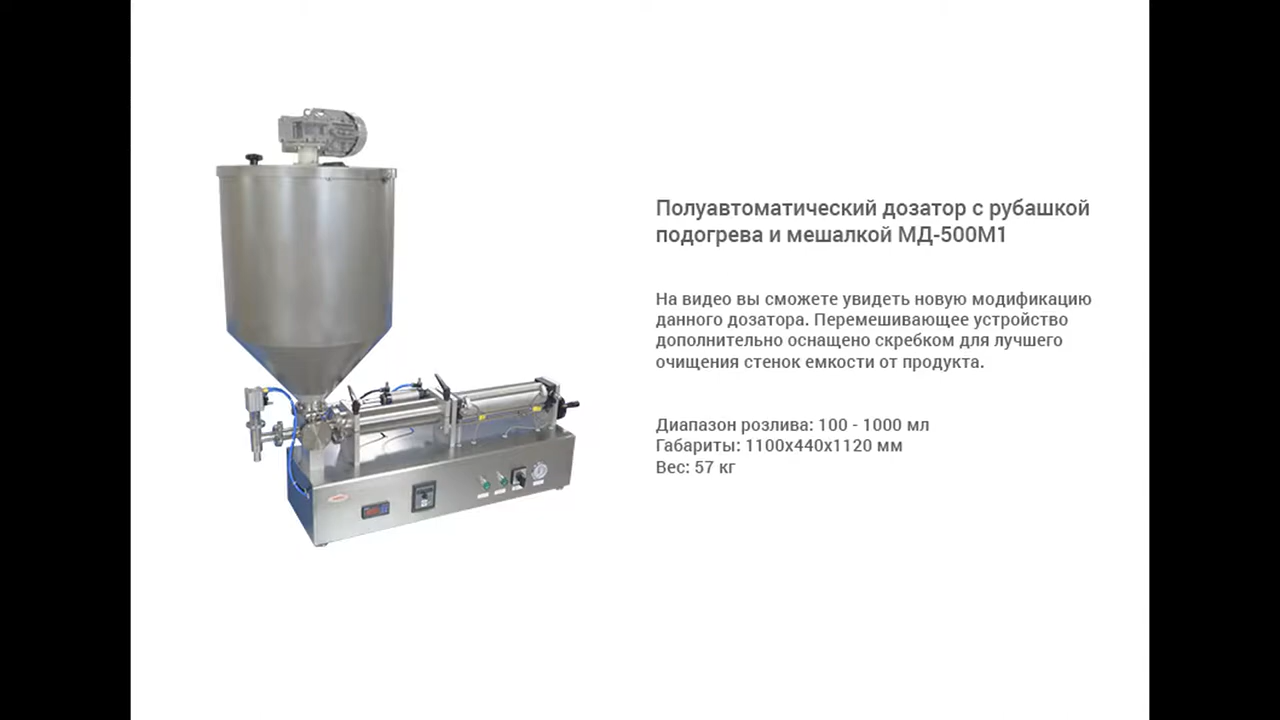 Полуавтоматический дозатор с рубашкой
подогрева и мешалкой МД-500М1
На видео вы сможете увидеть новую модификацию
данного дозатора. Перемешивающее устройство
дополнительно оснащено скребком для лучшего
очищения стенок емкости от продукта.
Диапазон розлива: 100 - 1000 мл
Габариты: 1100х440х1120 мм
Вес: 57 кг